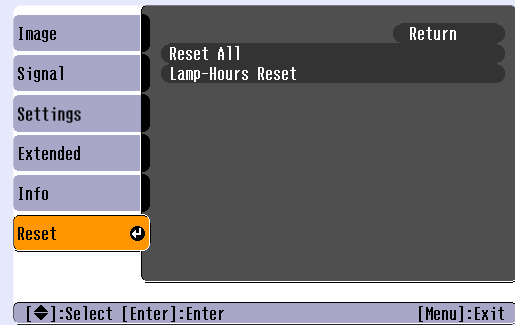 Image
Signal
Settings
Extended
Info
Reset
Return
Reset All
Lamp-Hours Reset
[◆]:Select [Enter]:Enter [Menu]:Exit